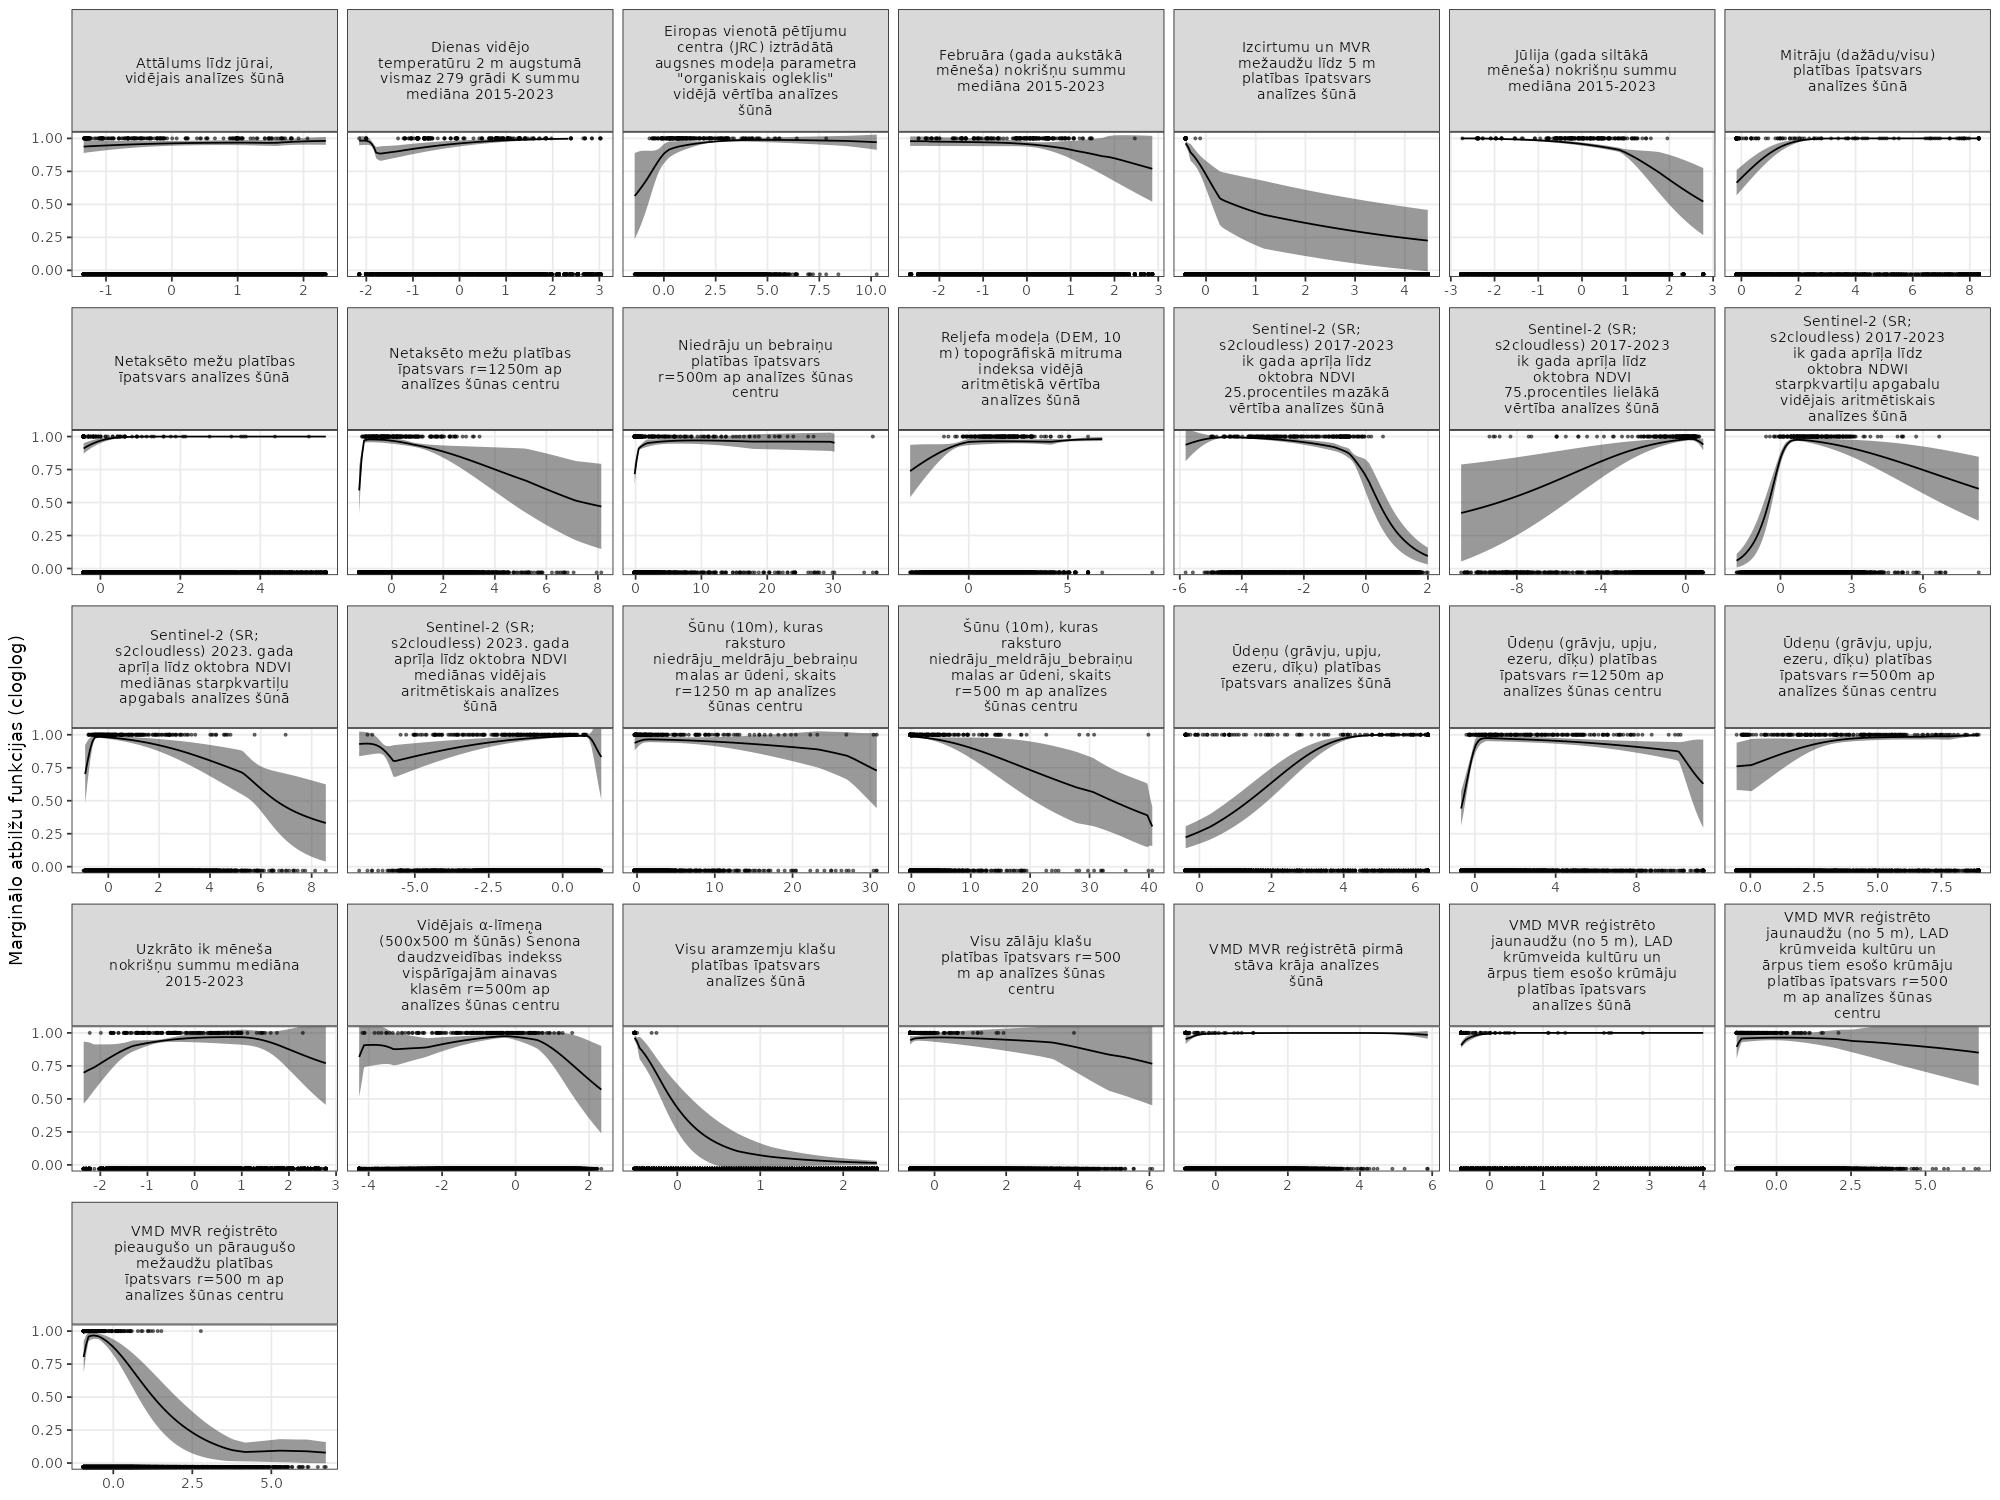 Marginālo atbilžu funkcijas (cloglog)
Attālums līdz jūrai,
vidējais analīzes šūnā
Dienas vidējo
temperatūru 2 m augstumā
vismaz 279 grādi K summu
mediāna 2015-2023
Eiropas vienotā pētījumu
centra (JRC) iztrādātā
augsnes modeļa parametra
"organiskais ogleklis"
vidējā vērtība analīzes
šūnā
Februāra (gada aukstākā
mēneša) nokrišņu summu
mediāna 2015-2023
Izcirtumu un MVR
mežaudžu līdz 5 m
platības īpatsvars
analīzes šūnā
Jūlija (gada siltākā
mēneša) nokrišņu summu
mediāna 2015-2023
Mitrāju (dažādu/visu)
platības īpatsvars
analīzes šūnā
1.00
0.75
0.50
0.25
0.00
-1 0 1 2
-2 -1 0 1 2 3
0.0 2.5 5.0 7.5 10.0
-2 -1 0 1 2 3
0 1 2 3 4
-3 -2 -1 0 1 2 3
0 2 4 6 8
Netaksēto mežu platības
īpatsvars analīzes šūnā
Netaksēto mežu platības
īpatsvars r=1250m ap
analīzes šūnas centru
Niedrāju un bebraiņu
platības īpatsvars
r=500m ap analīzes šūnas
centru
Reljefa modeļa (DEM, 10
m) topogrāfiskā mitruma
indeksa vidējā
aritmētiskā vērtība
analīzes šūnā
Sentinel-2 (SR;
s2cloudless) 2017-2023
ik gada aprīļa līdz
oktobra NDVI
25.procentiles mazākā
vērtība analīzes šūnā
Sentinel-2 (SR;
s2cloudless) 2017-2023
ik gada aprīļa līdz
oktobra NDVI
75.procentiles lielākā
vērtība analīzes šūnā
Sentinel-2 (SR;
s2cloudless) 2017-2023
ik gada aprīļa līdz
oktobra NDWI
starpkvartiļu apgabalu
vidējais aritmētiskais
analīzes šūnā
1.00
0.75
0.50
0.25
0.00
0 2 4
0 2 4 6 8
0 10 20 30
0 5
-6 -4 -2 0 2
-8 -4 0
0 3 6
Sentinel-2 (SR;
s2cloudless) 2023. gada
aprīļa līdz oktobra NDVI
mediānas starpkvartiļu
apgabals analīzes šūnā
Sentinel-2 (SR;
s2cloudless) 2023. gada
aprīļa līdz oktobra NDVI
mediānas vidējais
aritmētiskais analīzes
šūnā
Šūnu (10m), kuras
raksturo
niedrāju_meldrāju_bebraiņu
malas ar ūdeni, skaits
r=1250 m ap analīzes
šūnas centru
Šūnu (10m), kuras
raksturo
niedrāju_meldrāju_bebraiņu
malas ar ūdeni, skaits
r=500 m ap analīzes
šūnas centru
Ūdeņu (grāvju, upju,
ezeru, dīķu) platības
īpatsvars analīzes šūnā
Ūdeņu (grāvju, upju,
ezeru, dīķu) platības
īpatsvars r=1250m ap
analīzes šūnas centru
Ūdeņu (grāvju, upju,
ezeru, dīķu) platības
īpatsvars r=500m ap
analīzes šūnas centru
1.00
0.75
0.50
0.25
0.00
0 2 4 6 8
-5.0 -2.5 0.0
0 10 20 30
0 10 20 30 40
0 2 4 6
0 4 8
0.0 2.5 5.0 7.5
Uzkrāto ik mēneša
nokrišņu summu mediāna
2015-2023
Vidējais α-līmeņa
(500x500 m šūnās) Šenona
daudzveidības indekss
vispārīgajām ainavas
klasēm r=500m ap
analīzes šūnas centru
Visu aramzemju klašu
platības īpatsvars
analīzes šūnā
Visu zālāju klašu
platības īpatsvars r=500
m ap analīzes šūnas
centru
VMD MVR reģistrētā pirmā
stāva krāja analīzes
šūnā
VMD MVR reģistrēto
jaunaudžu (no 5 m), LAD
krūmveida kultūru un
ārpus tiem esošo krūmāju
platības īpatsvars
analīzes šūnā
VMD MVR reģistrēto
jaunaudžu (no 5 m), LAD
krūmveida kultūru un
ārpus tiem esošo krūmāju
platības īpatsvars r=500
m ap analīzes šūnas
centru
1.00
0.75
0.50
0.25
0.00
-2 -1 0 1 2 3
-4 -2 0 2
0 1 2
0 2 4 6
0 2 4 6
0 1 2 3 4
0.0 2.5 5.0
VMD MVR reģistrēto
pieaugušo un pāraugušo
mežaudžu platības
īpatsvars r=500 m ap
analīzes šūnas centru
1.00
0.75
0.50
0.25
0.00
0.0 2.5 5.0